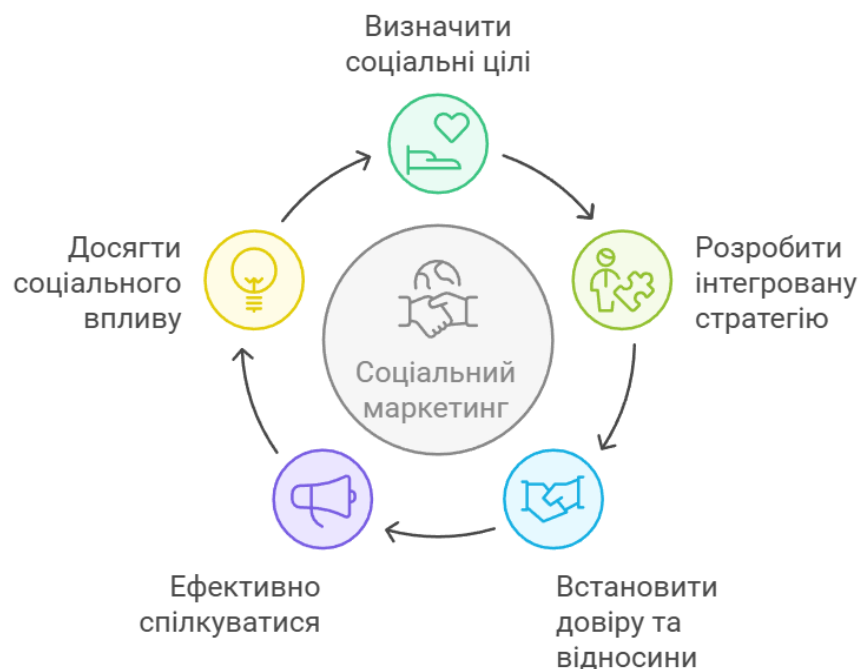 Визначити
соціальні цілі
Розробити
інтегровану
стратегію
Встановити
довіру та
відносини
Ефективно
спілкуватися
Досягти
соціального
впливу
Соціальний
маркетинг